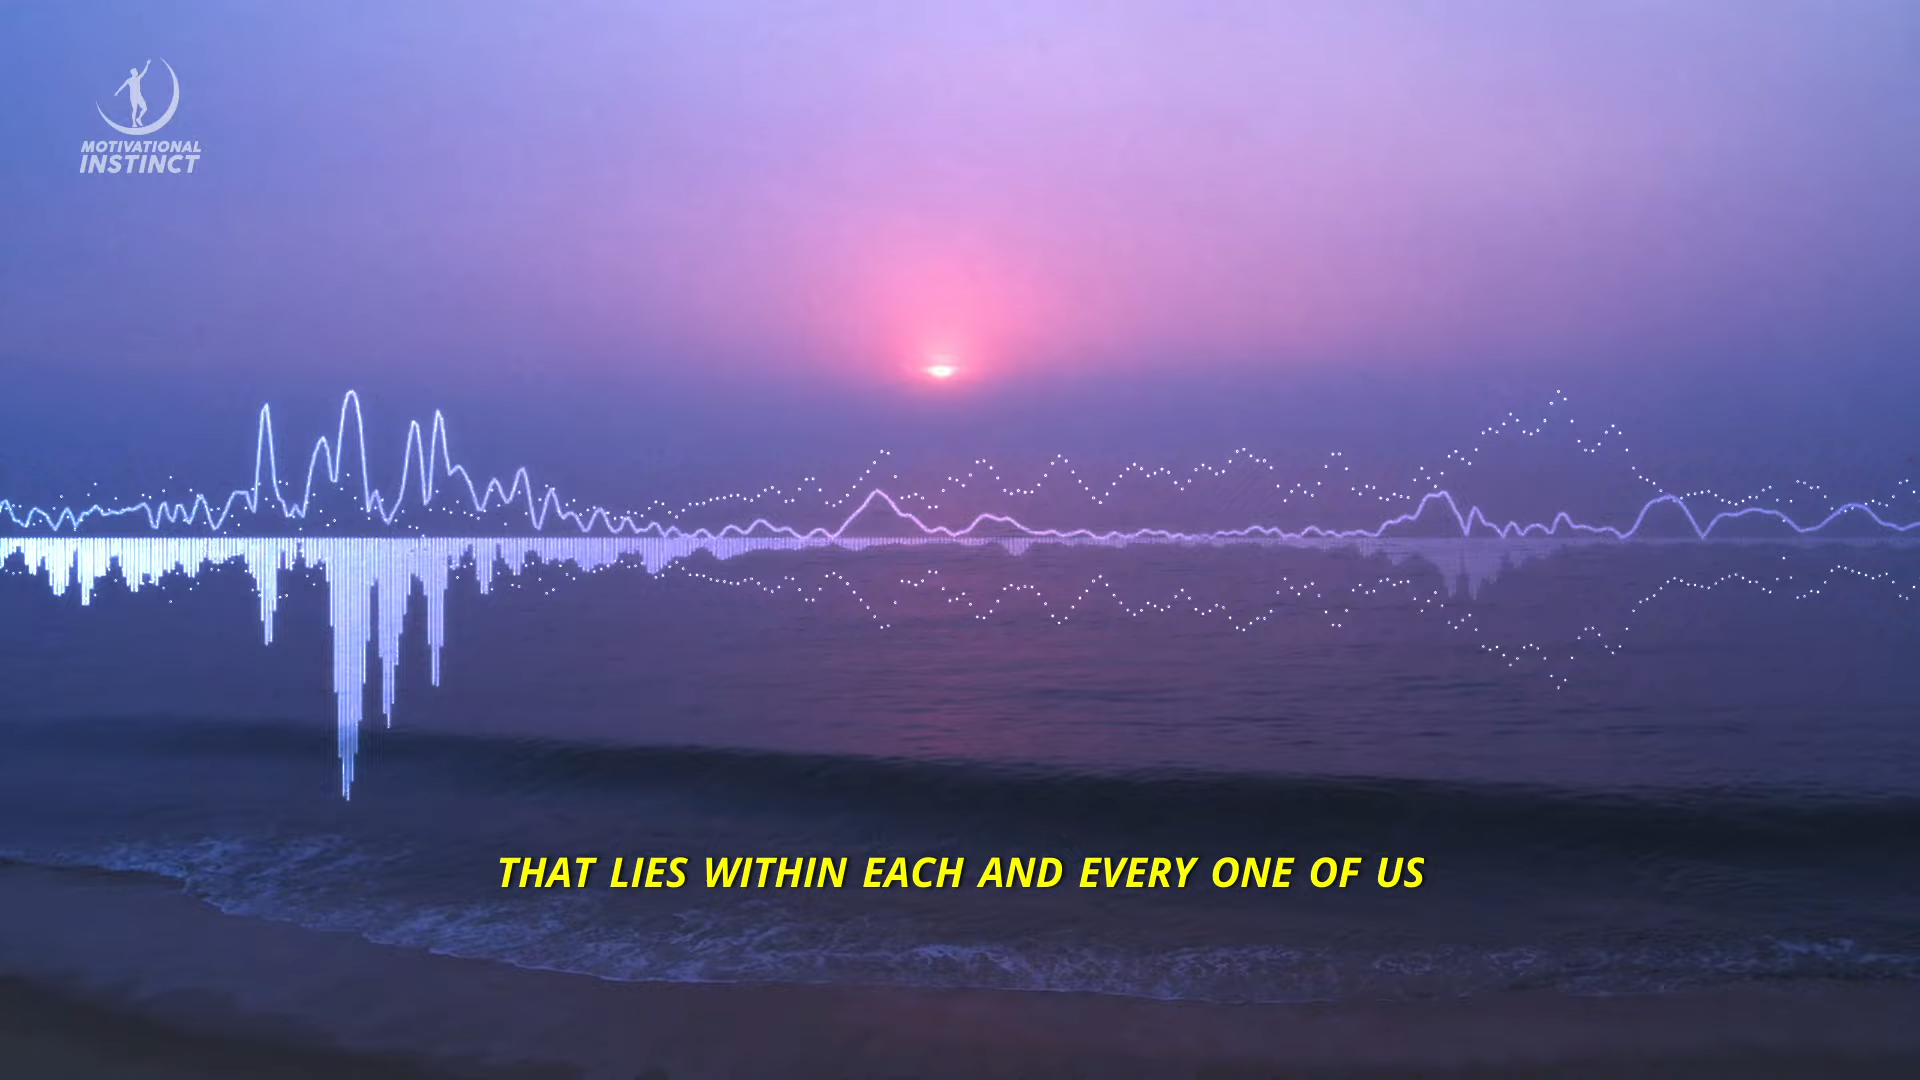 MOTIVATIONAL
INSTINCT
THAT LIES WITHIN EACH AND EVERY ONE OF US